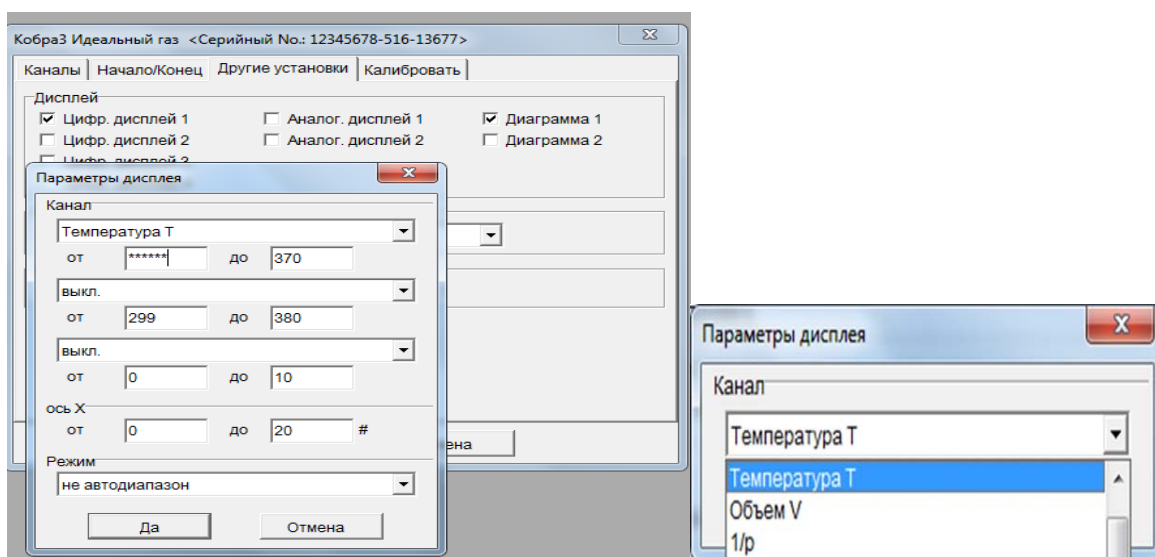 Кобра3 Идеальный газ <Серийный No.: 12345678-516-13677>
Каналы Начало/Конец Другие установки Калибровать
Дисплей
Цифр. дисплей 1 Аналог. дисплей 1 Диаграмма 1
Цифр. дисплей 2 Аналог. дисплей 2 Диаграмма 2
Параметры дисплея
Канал
Температура T
от ****** до 370
выкл.
от 299 до 380
выкл.
от 0 до 10
ось X
от 0 до 20 #
Режим
не автодиапазон
Да Отмена
Параметры дисплея
Канал
Температура T
Температура T
Объем V
1/p